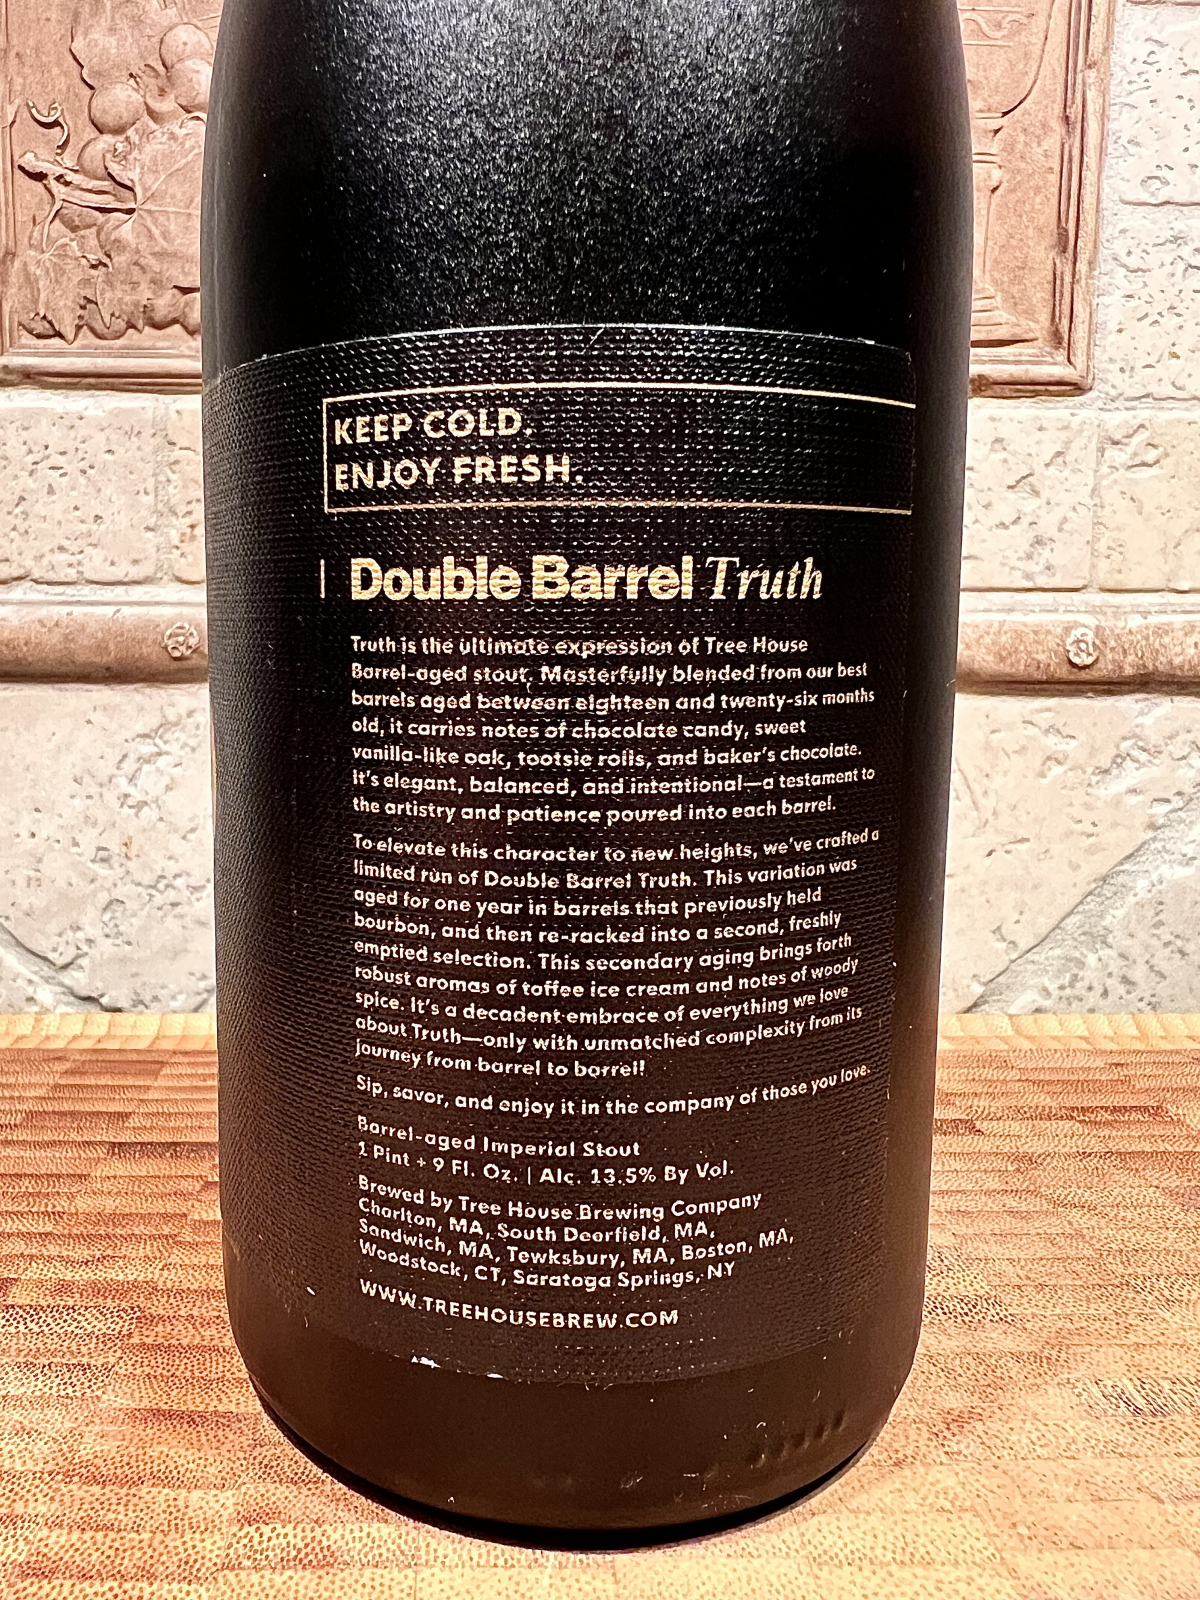 KEEP COLD.
ENJOY FRESH.
Double Barrel Truth
Truth is the ultimate expression of Tree House
Barrel-aged stout. Masterfully blended from our best
barrels aged between eighteen and twenty-six months
old, it carries notes of chocolate candy, sweet
vanilla-like oak, tootsie rolls, and baker's chocolate.
It's elegant, balanced, and intentional—a testament to
the artistry and patience poured into each barrel.
To elevate this character to new heights, we've crafted a
limited run of Double Barrel Truth. This variation was
aged for one year in barrels that previously held
bourbon, and then re-racked into a second, freshly
emptied selection. This secondary aging brings forth
robust aromas of toffee ice cream and notes of woody
spice. It's a decadent embrace of everything we love
about Truth—only with unmatched complexity from its
journey from barrel to barrel!
Sip, savor, and enjoy it in the company of those you love.
Barrel-aged Imperial Stout
1 Pint + 9 Fl. Oz. | Alc. 13.5% By Vol.
Brewed by Tree House Brewing Company
Charlton, MA, South Deerfield, MA,
Sandwich, MA, Tewksbury, MA, Boston, MA,
Woodstock, CT, Saratoga Springs, NY
WWW.TREEHOUSEBREW.COM